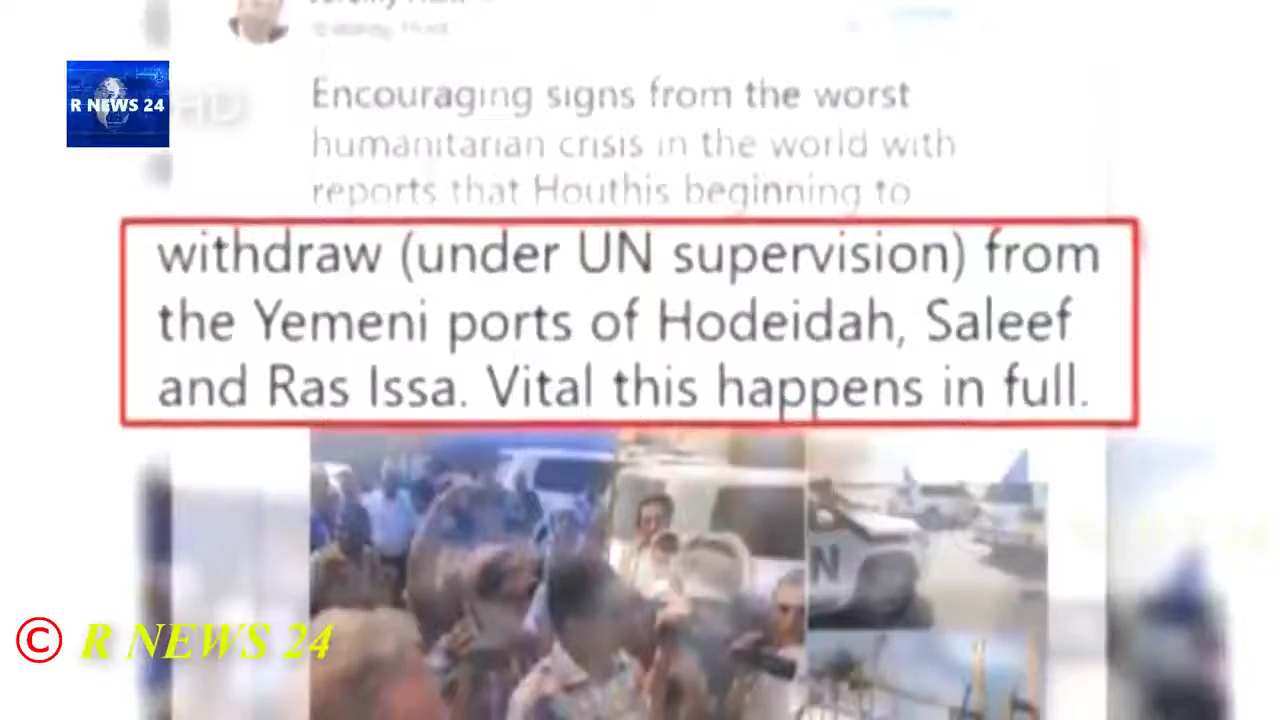 R NEWS 24
HD
Encouraging signs from the worst
humanitarian crisis in the world with
reports that Houthis beginning to
withdraw (under UN supervision) from
the Yemeni ports of Hodeidah, Saleef
and Ras Issa. Vital this happens in full.
N
© R NEWS 24